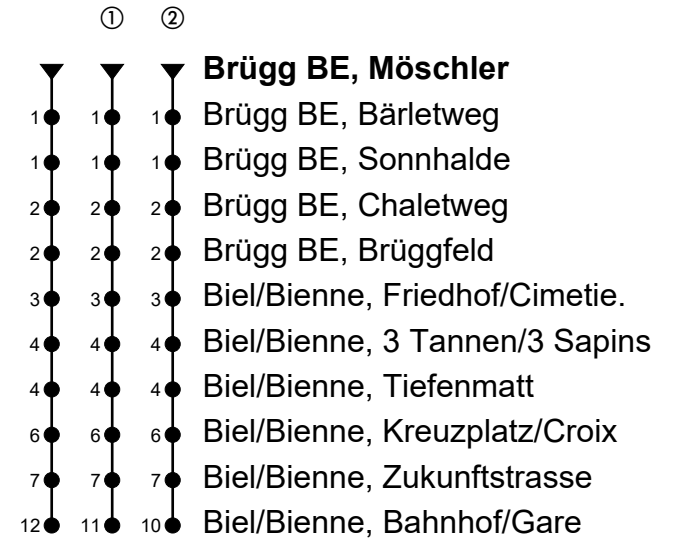 ① ②
Brügg BE, Möschler
1 1 1 Brügg BE, Bärletweg
1 1 1 Brügg BE, Sonnhalde
2 2 2 Brügg BE, Chaletweg
2 2 2 Brügg BE, Brüggfeld
3 3 3 Biel/Bienne, Friedhof/Cimetie.
4 4 4 Biel/Bienne, 3 Tannen/3 Sapins
4 4 4 Biel/Bienne, Tiefenmatt
6 6 6 Biel/Bienne, Kreuzplatz/Croix
7 7 7 Biel/Bienne, Zukunftstrasse
12 11 10 Biel/Bienne, Bahnhof/Gare